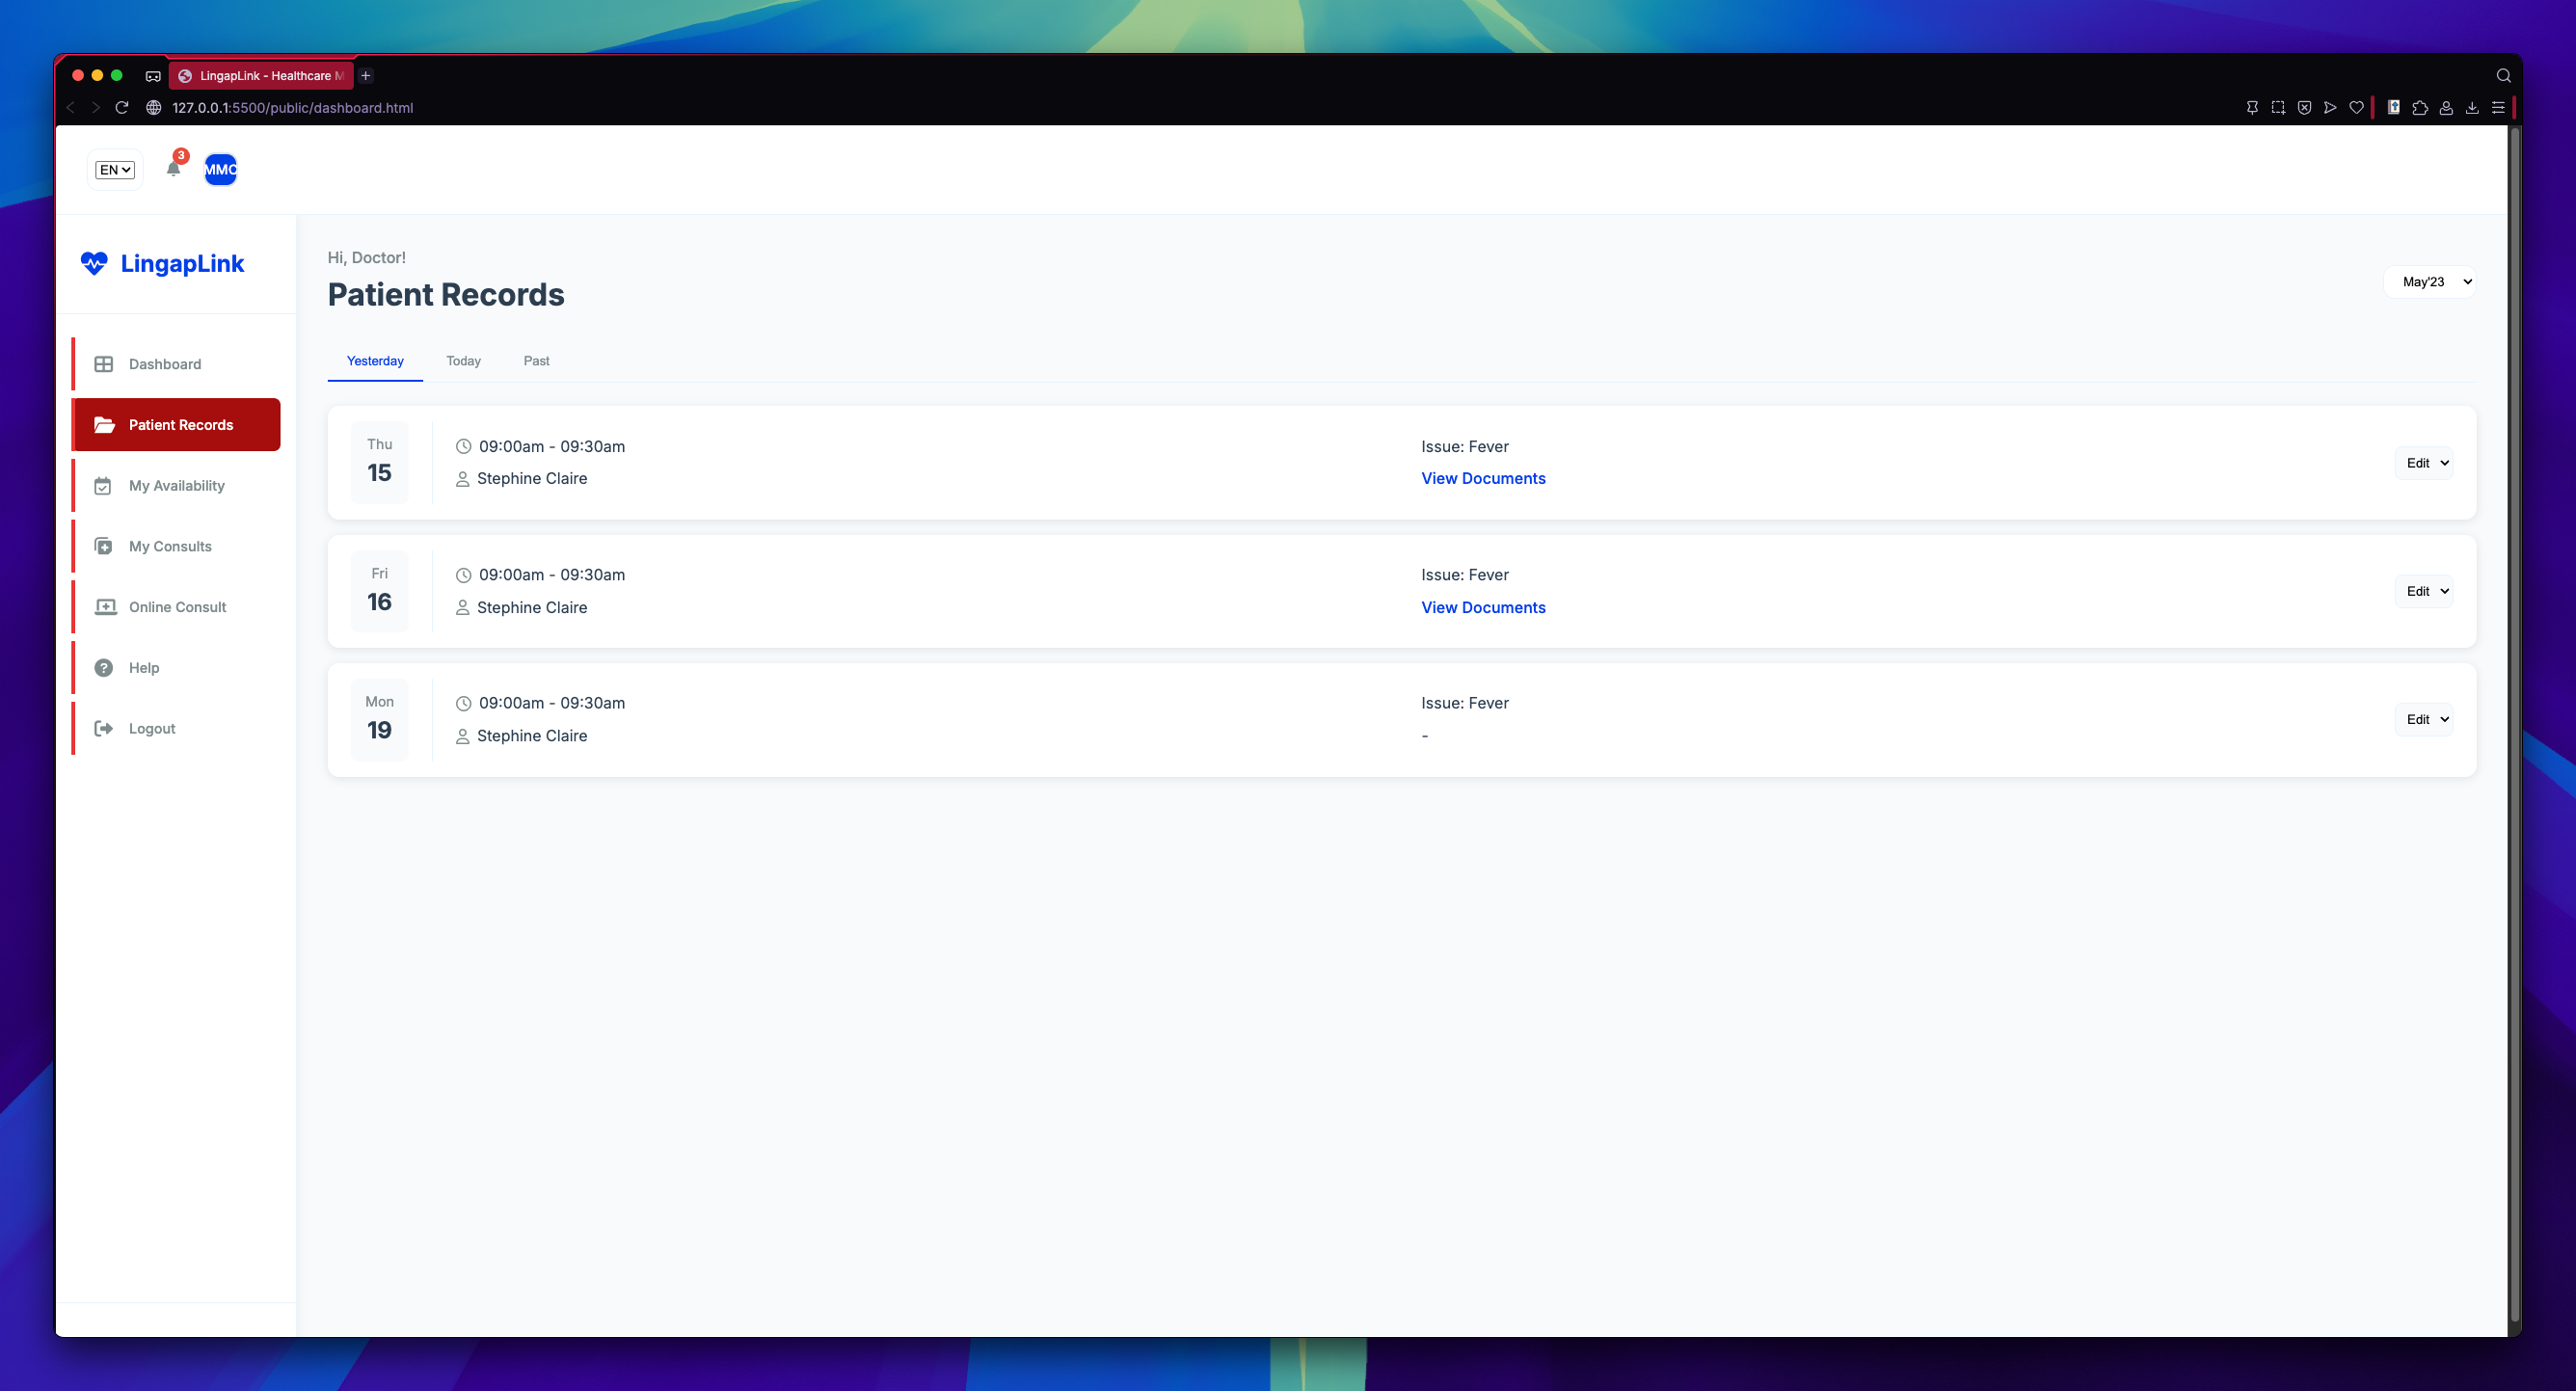 LingapLink - Healthcare M
127.0.0.1:5500/public/dashboard.html
EN
3
MMC
LingapLink
Dashboard
Patient Records
My Availability
My Consults
Online Consult
Help
Logout
Hi, Doctor!
Patient Records
May'23
Yesterday Today Past
Thu
15
09:00am - 09:30am
Stephine Claire
Issue: Fever
View Documents
Edit
Fri
16
09:00am - 09:30am
Stephine Claire
Issue: Fever
View Documents
Edit
Mon
19
09:00am - 09:30am
Stephine Claire
Issue: Fever
-
Edit